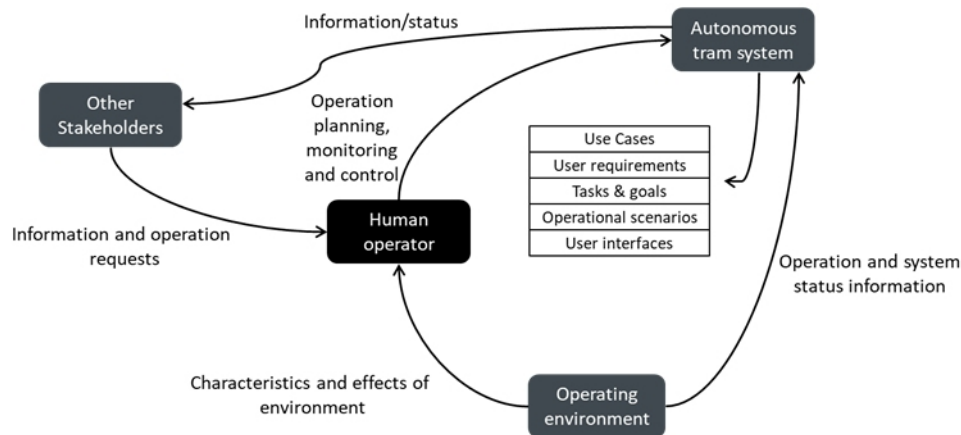 Information/status
Autonomous
tram system
Other
Stakeholders
Operation
planning,
monitoring
and control
Use Cases
User requirements
Tasks & goals
Operational scenarios
User interfaces
Human
operator
Information and operation
requests
Operation and system
status information
Characteristics and effects of
environment
Operating
environment